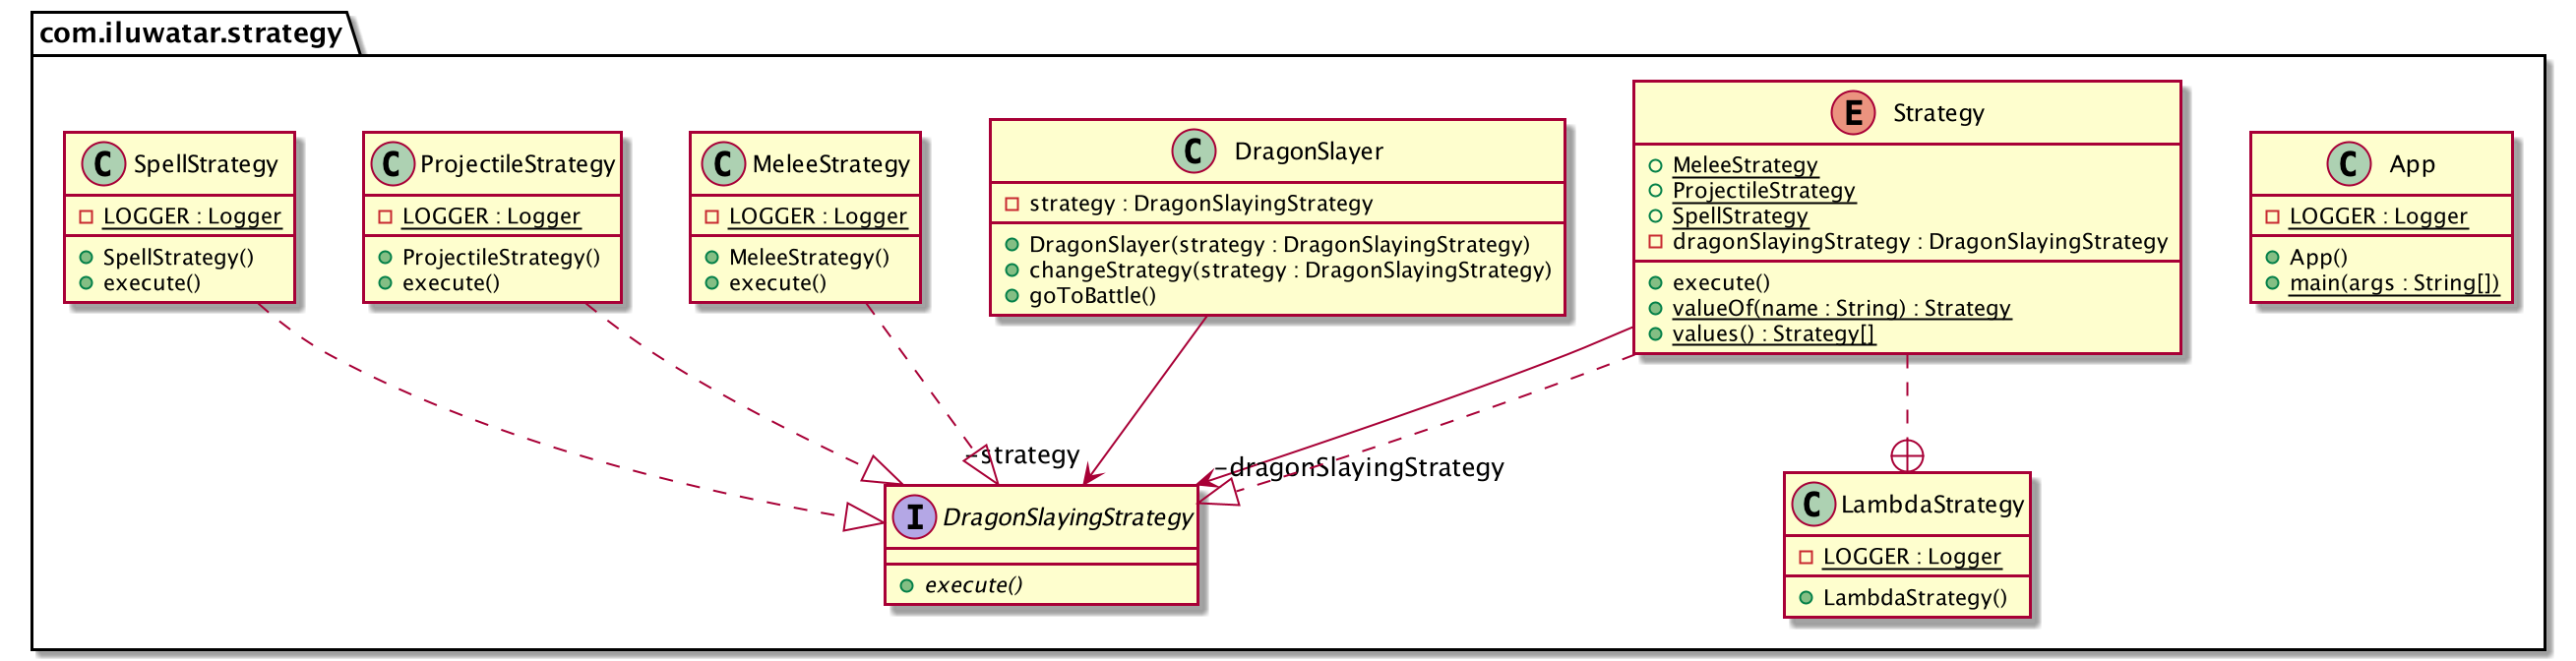 com.iluwatar.strategy
C SpellStrategy
LOGGER : Logger
SpellStrategy()
execute()
C ProjectileStrategy
LOGGER : Logger
ProjectileStrategy()
execute()
C MeleeStrategy
LOGGER : Logger
MeleeStrategy()
execute()
C DragonSlayer
strategy : DragonSlayingStrategy
DragonSlayer(strategy : DragonSlayingStrategy)
changeStrategy(strategy : DragonSlayingStrategy)
goToBattle()
E Strategy
MeleeStrategy
ProjectileStrategy
SpellStrategy
dragonSlayingStrategy : DragonSlayingStrategy
execute()
valueOf(name : String) : Strategy
values() : Strategy[]
C App
LOGGER : Logger
App()
main(args : String[])
-strategy
-dragonSlayingStrategy
I DragonSlayingStrategy
execute()
C LambdaStrategy
LOGGER : Logger
LambdaStrategy()